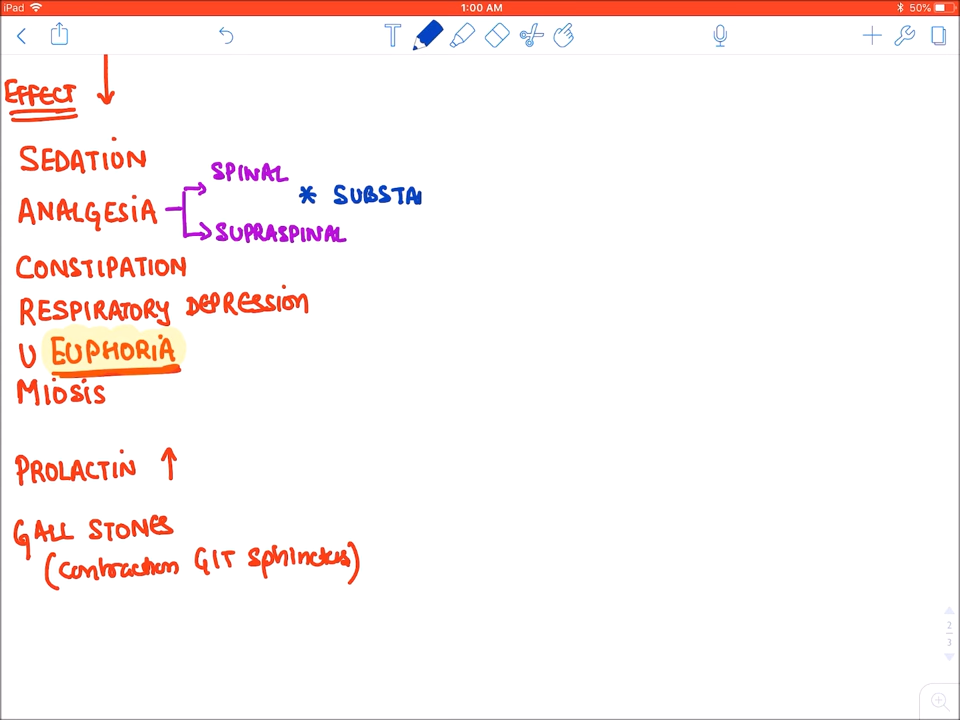 iPad
1:00 AM
50%
EFFECT
SEDATION
SPINAL
* SUBSTA
ANALGESIA
SUPRASPINAL
CONSTIPATION
RESPIRATORY DEPRESSION
U EUPHORIA
MIOSIS
PROLACTIN ↑
GALL STONES
(contraction GIT sphincters)
2
3